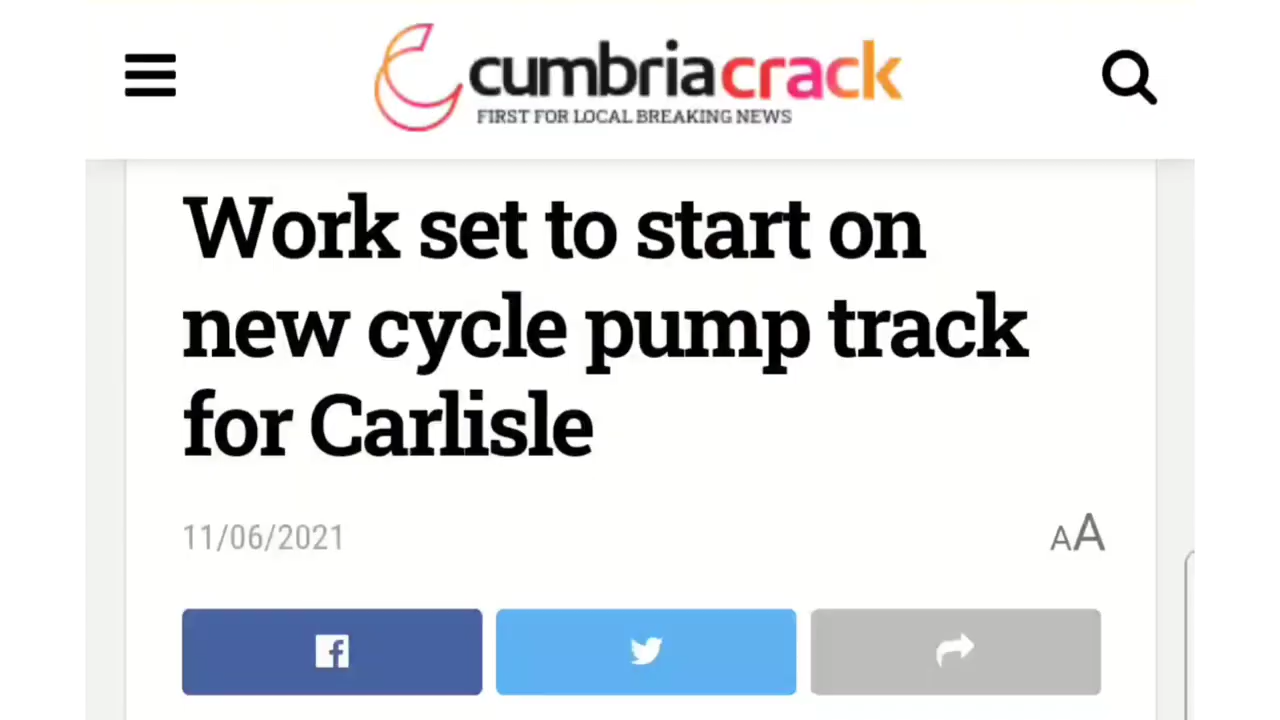 cumbriacrack
FIRST FOR LOCAL BREAKING NEWS
Work set to start on
new cycle pump track
for Carlisle
11/06/2021
AA